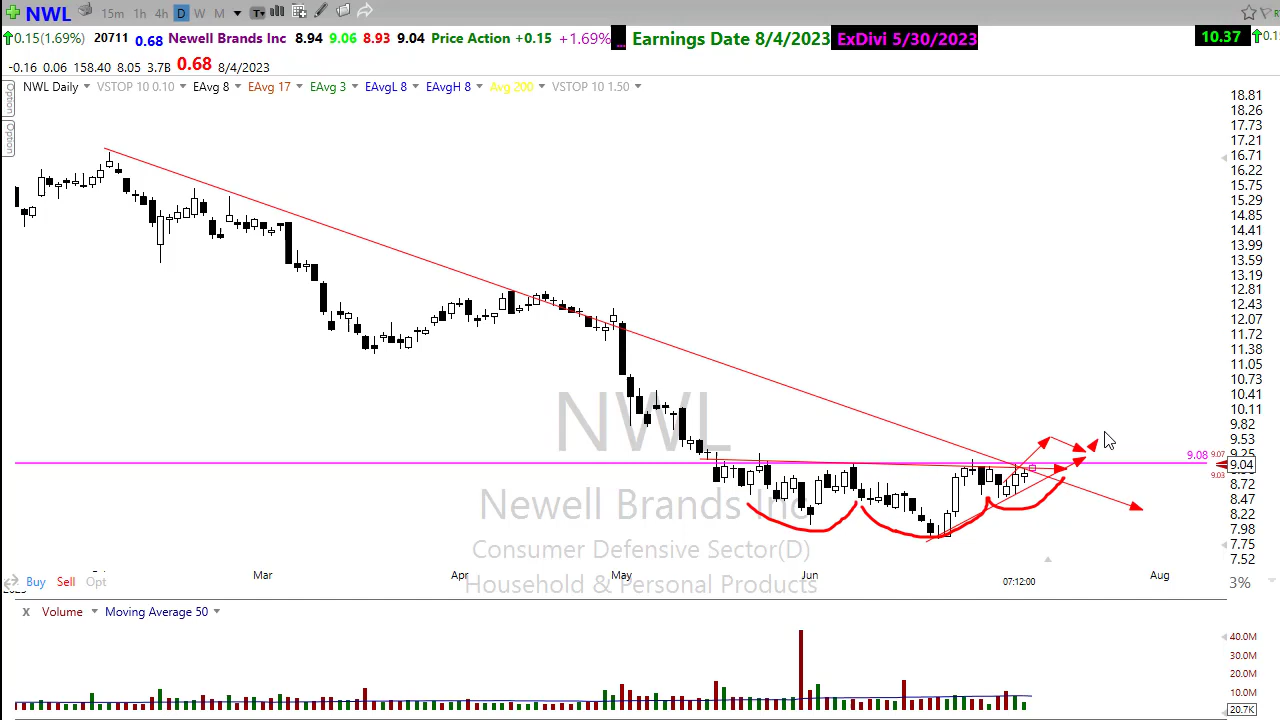 NWL 15m 1h 4h D W M T
0.15(1.69%) 20711 0.68 Newell Brands Inc 8.94 9.06 8.93 9.04 Price Action +0.15 +1.69% ... Earnings Date 8/4/2023 ExDivi 5/30/2023 10.37
-0.16 0.06 158.40 8.05 3.7B 0.68 8/4/2023
NWL Daily VSTOP 10 0.10 EAvg 8 EAvg 17 EAvg 3 EAvgL 8 EAvgH 8 Avg 200 VSTOP 10 1.50
Option
Option
18.81
18.26
17.73
17.21
16.71
16.22
15.75
15.29
14.85
14.41
13.99
13.59
13.19
12.81
12.43
12.07
11.72
11.38
11.05
10.73
10.41
10.11
9.82
9.53
9.25
9.08 9.07
9.04
9.03
8.72
8.47
8.22
7.98
7.75
7.52
NWL
Newell Brands Inc
Consumer Defensive Sector(D)
Household & Personal Products
Buy Sell Opt
Mar Apr May Jun 07:12:00 Aug
3%
X Volume Moving Average 50
40.0M
30.0M
20.0M
10.0M
20.7K